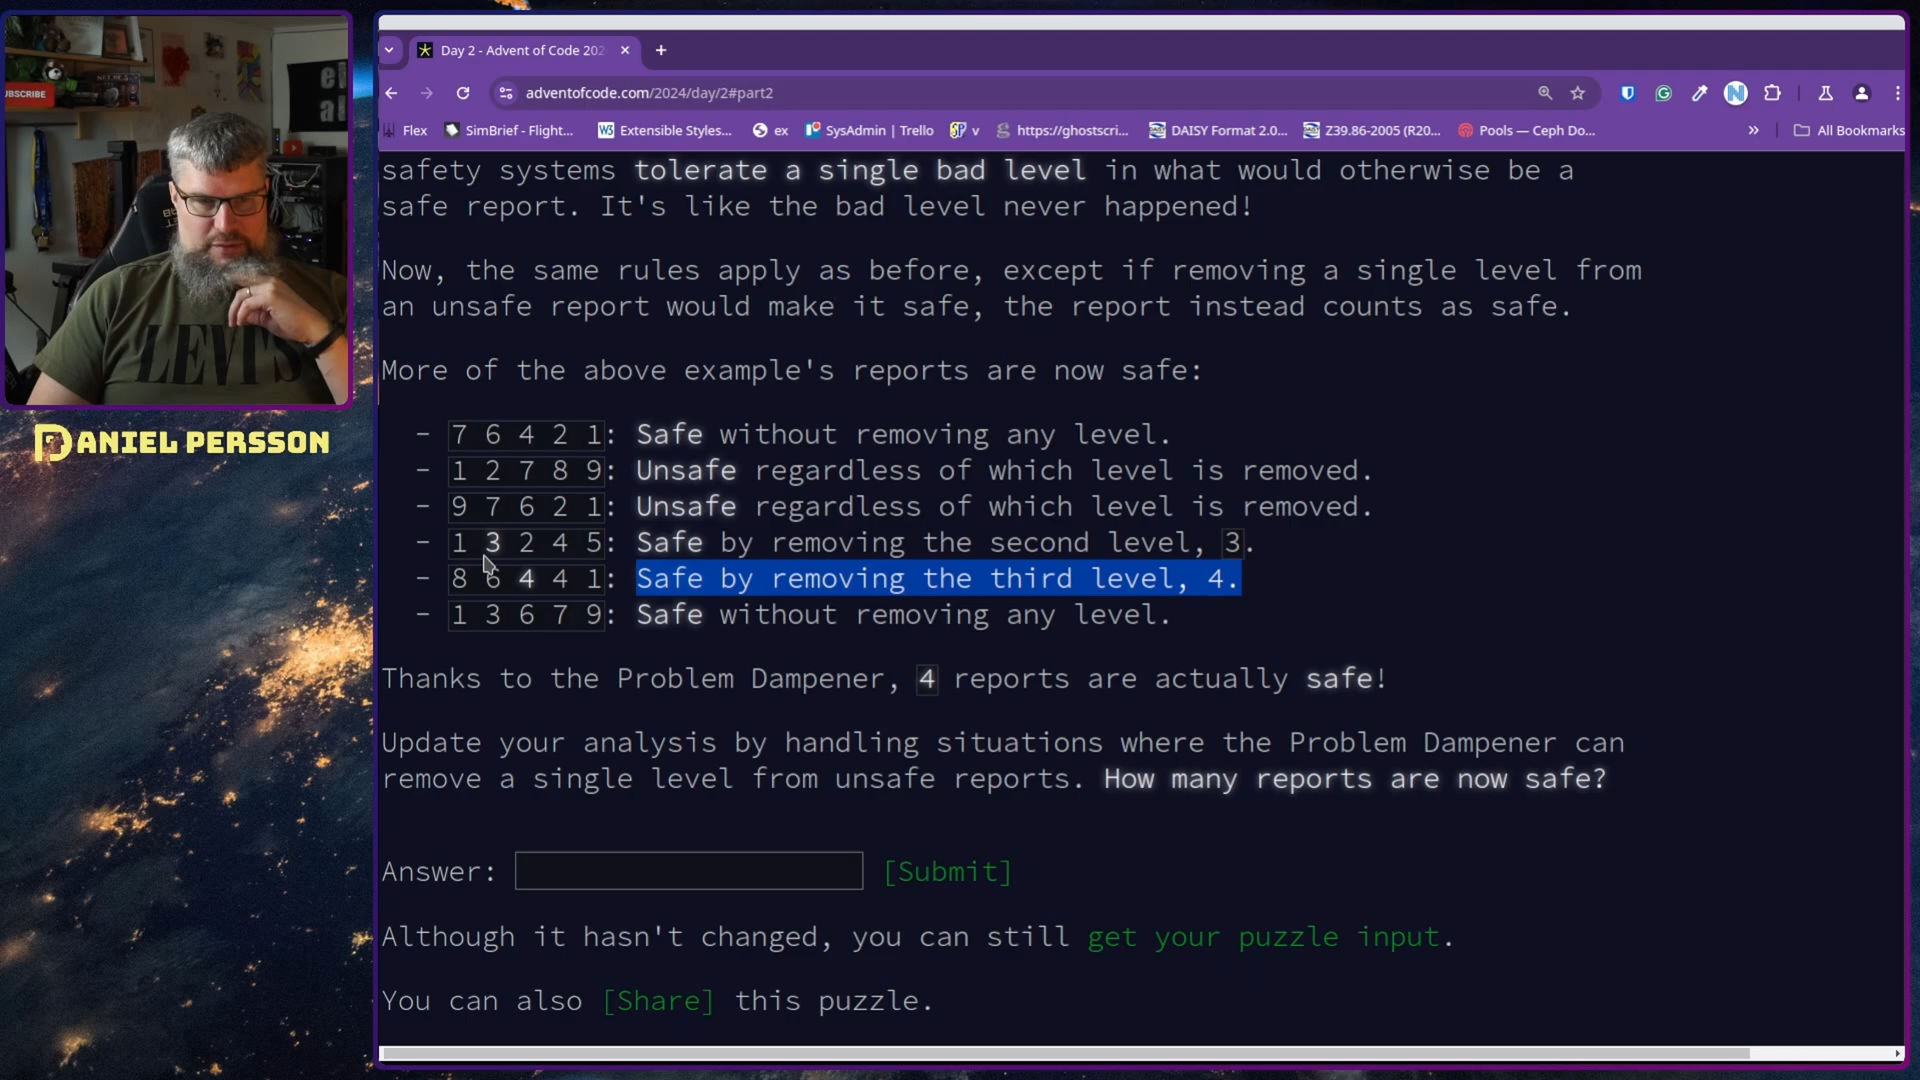 SUBSCRIBE
LEVI'S
DANIEL PERSSON
Day 2 - Advent of Code 202
adventofcode.com/2024/day/2#part2
Flex
SimBrief - Flight...
Extensible Styles...
ex
SysAdmin | Trello
v
https://ghostscri...
DAISY Format 2.0...
Z39.86-2005 (R20...
Pools — Ceph Do...
»
All Bookmarks
safety systems tolerate a single bad level in what would otherwise be a
safe report. It's like the bad level never happened!
Now, the same rules apply as before, except if removing a single level from
an unsafe report would make it safe, the report instead counts as safe.
More of the above example's reports are now safe:
- 7 6 4 2 1: Safe without removing any level.
- 1 2 7 8 9: Unsafe regardless of which level is removed.
- 9 7 6 2 1: Unsafe regardless of which level is removed.
- 1 3 2 4 5: Safe by removing the second level, 3.
- 8 6 4 4 1: Safe by removing the third level, 4.
- 1 3 6 7 9: Safe without removing any level.
Thanks to the Problem Dampener, 4 reports are actually safe!
Update your analysis by handling situations where the Problem Dampener can
remove a single level from unsafe reports. How many reports are now safe?
Answer: [Submit]
Although it hasn't changed, you can still get your puzzle input.
You can also [Share] this puzzle.